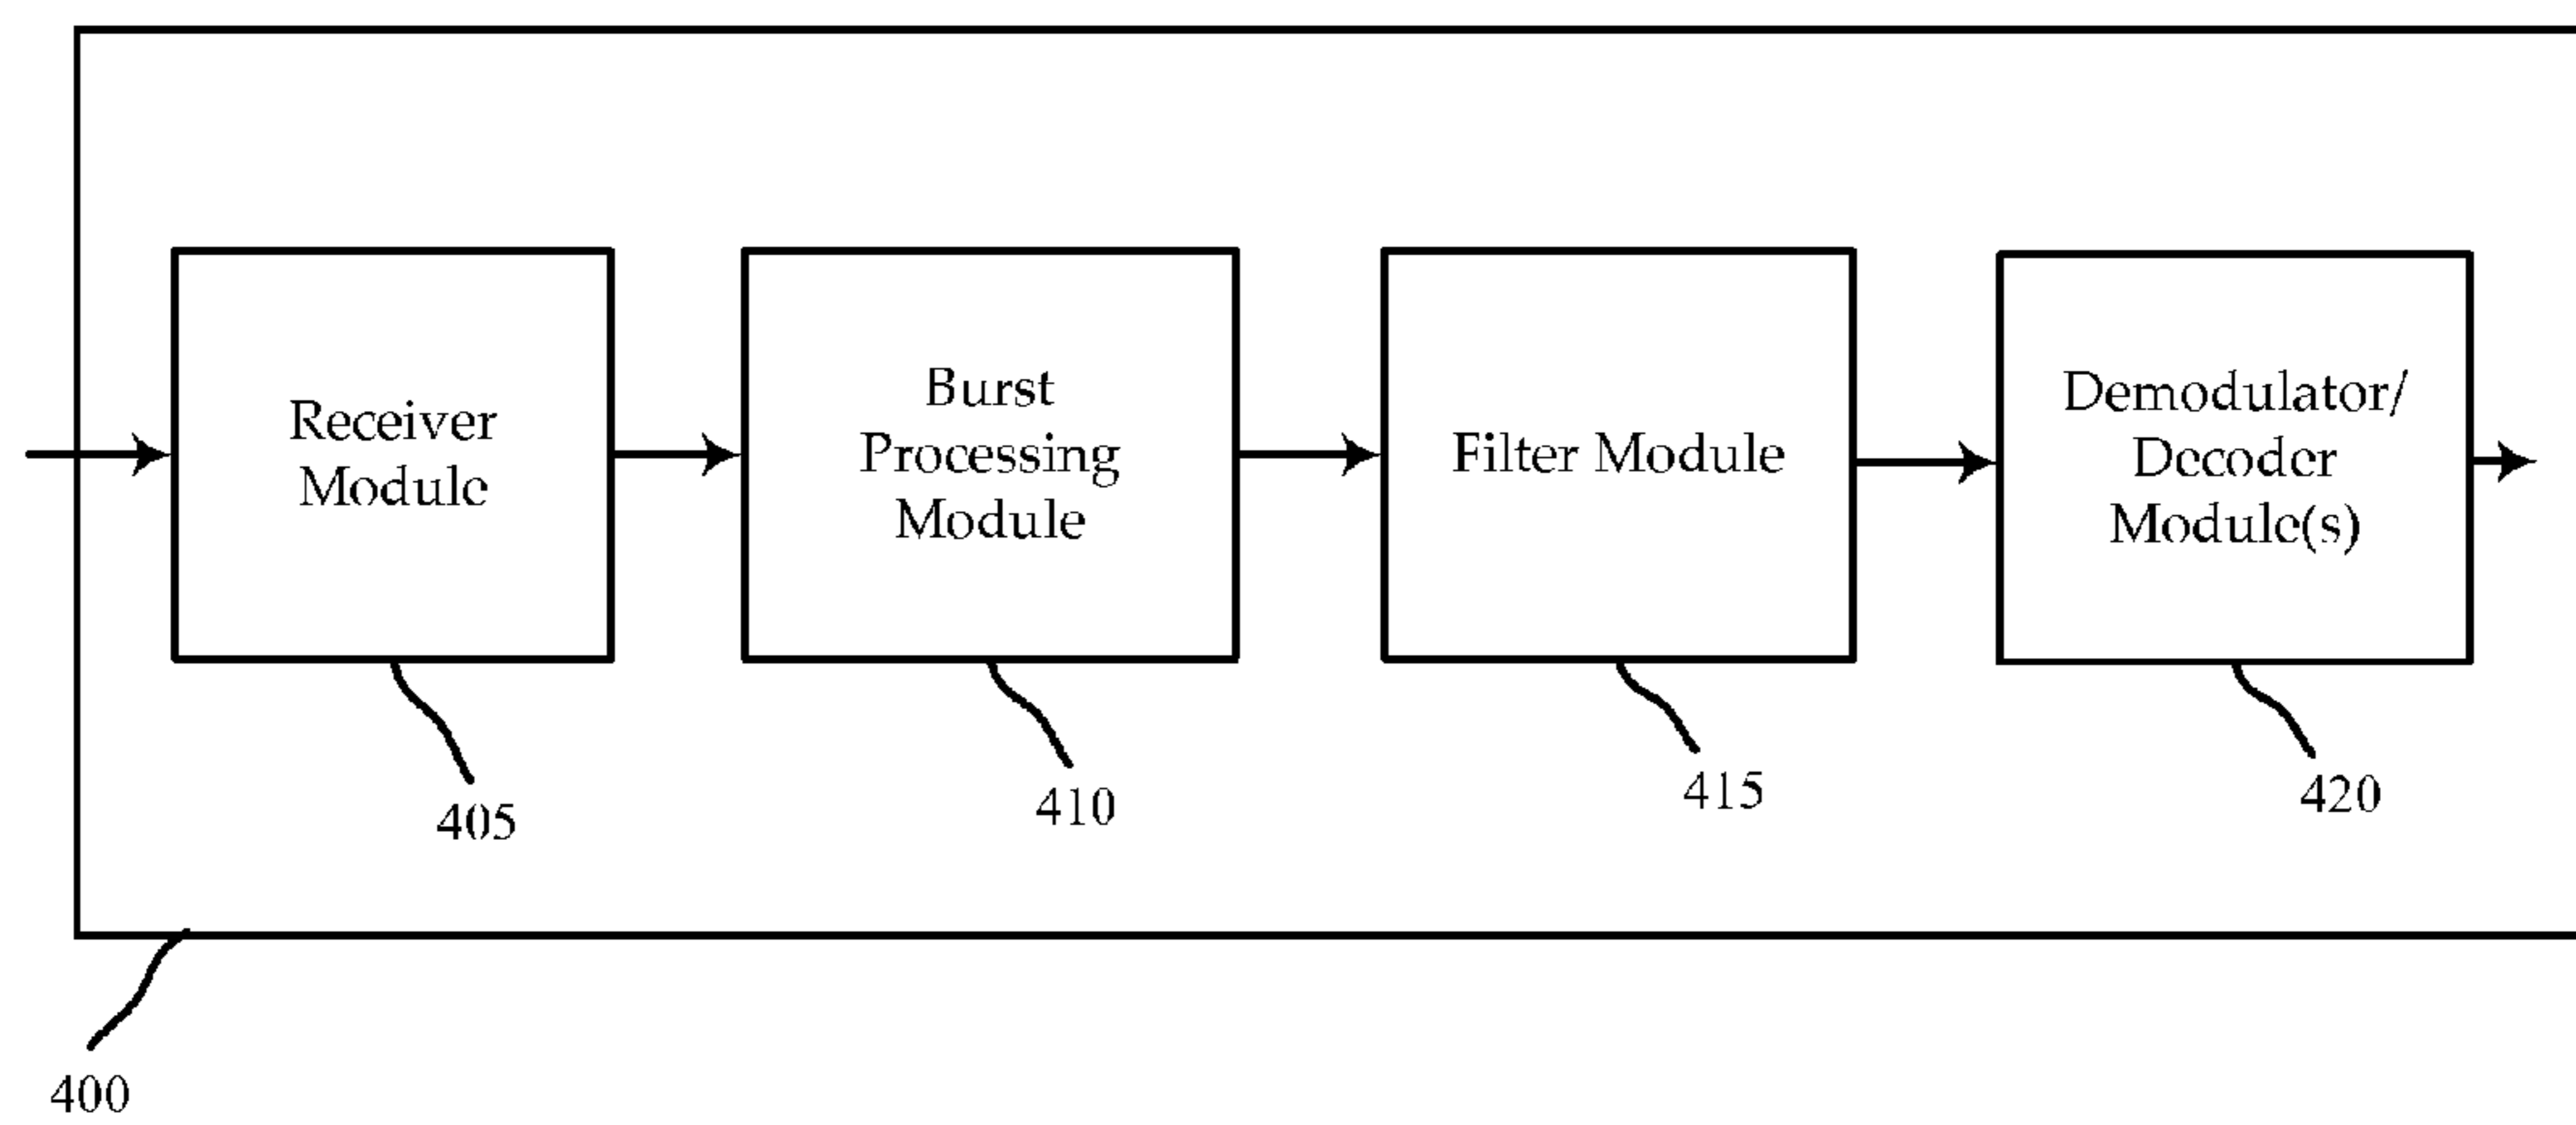 Receiver
Module
Burst
Processing
Module
Filter Module
Demodulator/
Decoder
Module(s)
405
410
415
420
400